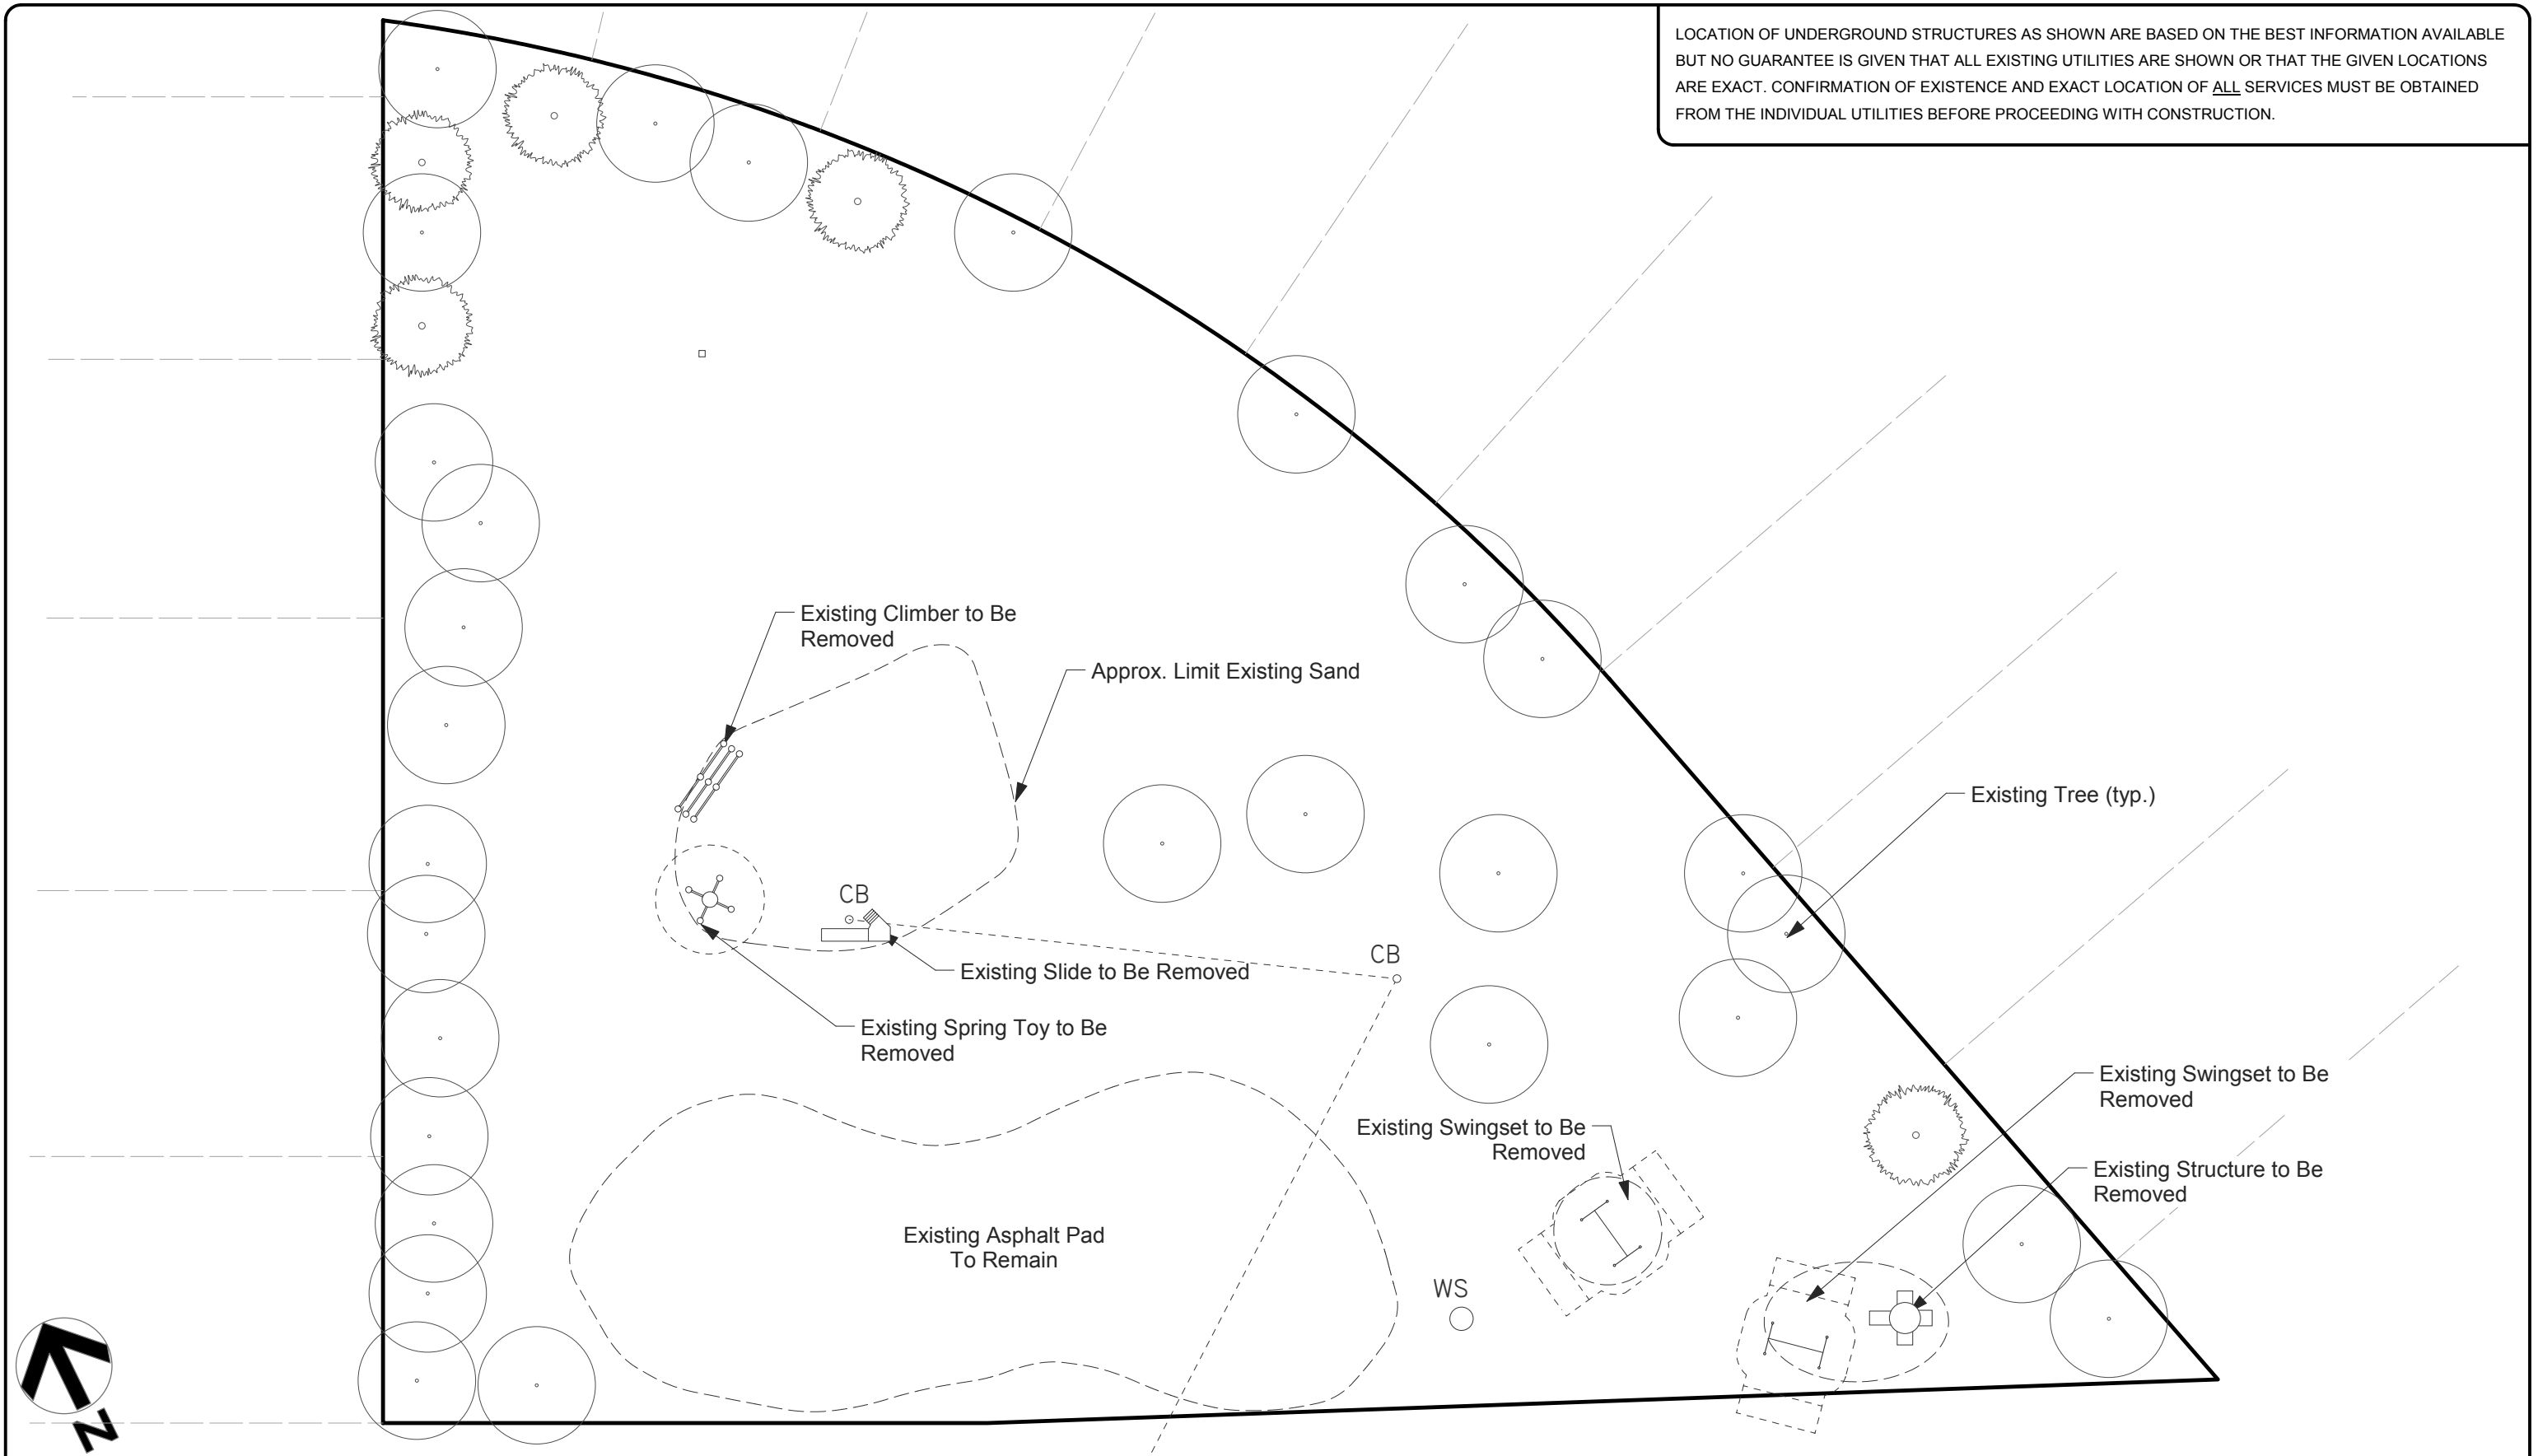 LOCATION OF UNDERGROUND STRUCTURES AS SHOWN ARE BASED ON THE BEST INFORMATION AVAILABLE
BUT NO GUARANTEE IS GIVEN THAT ALL EXISTING UTILITIES ARE SHOWN OR THAT THE GIVEN LOCATIONS
ARE EXACT. CONFIRMATION OF EXISTENCE AND EXACT LOCATION OF ALL SERVICES MUST BE OBTAINED
FROM THE INDIVIDUAL UTILITIES BEFORE PROCEEDING WITH CONSTRUCTION.
Existing Climber to Be
Removed
Approx. Limit Existing Sand
Existing Tree (typ.)
CB
CB
Existing Slide to Be Removed
Existing Spring Toy to Be
Removed
Existing Swingset to Be
Removed
Existing Swingset to Be
Removed
Existing Structure to Be
Removed
Existing Asphalt Pad
To Remain
WS
N